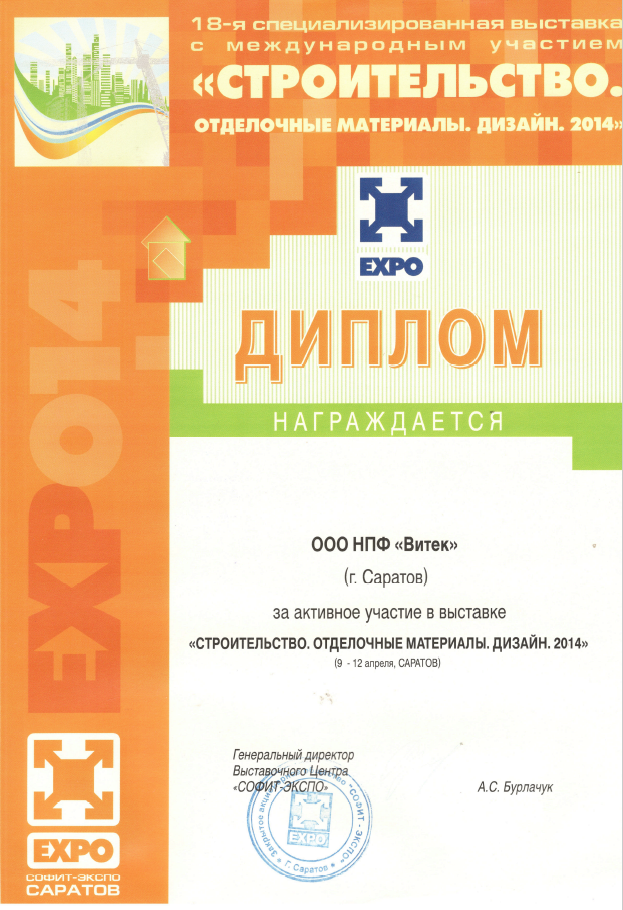 18-я специализированная выставка
с международным участием
«СТРОИТЕЛЬСТВО.
ОТДЕЛОЧНЫЕ МАТЕРИАЛЫ. ДИЗАЙН. 2014»
EXPO
ДИПЛОМ
НАГРАЖДАЕТСЯ
EXPO14
ООО НПФ «Витек»
(г. Саратов)
за активное участие в выставке
«СТРОИТЕЛЬСТВО. ОТДЕЛОЧНЫЕ МАТЕРИАЛЫ. ДИЗАЙН. 2014»
(9 - 12 апреля, САРАТОВ)
Генеральный директор
Выставочного Центра
«СОФИТ-ЭКСПО»
А.С. Бурлачук
Закрытое акционерное общество "СОФИТ - ЭКСПО"
г. Саратов
EXPO
EXPO
СОФИТ-ЭКСПО
САРАТОВ